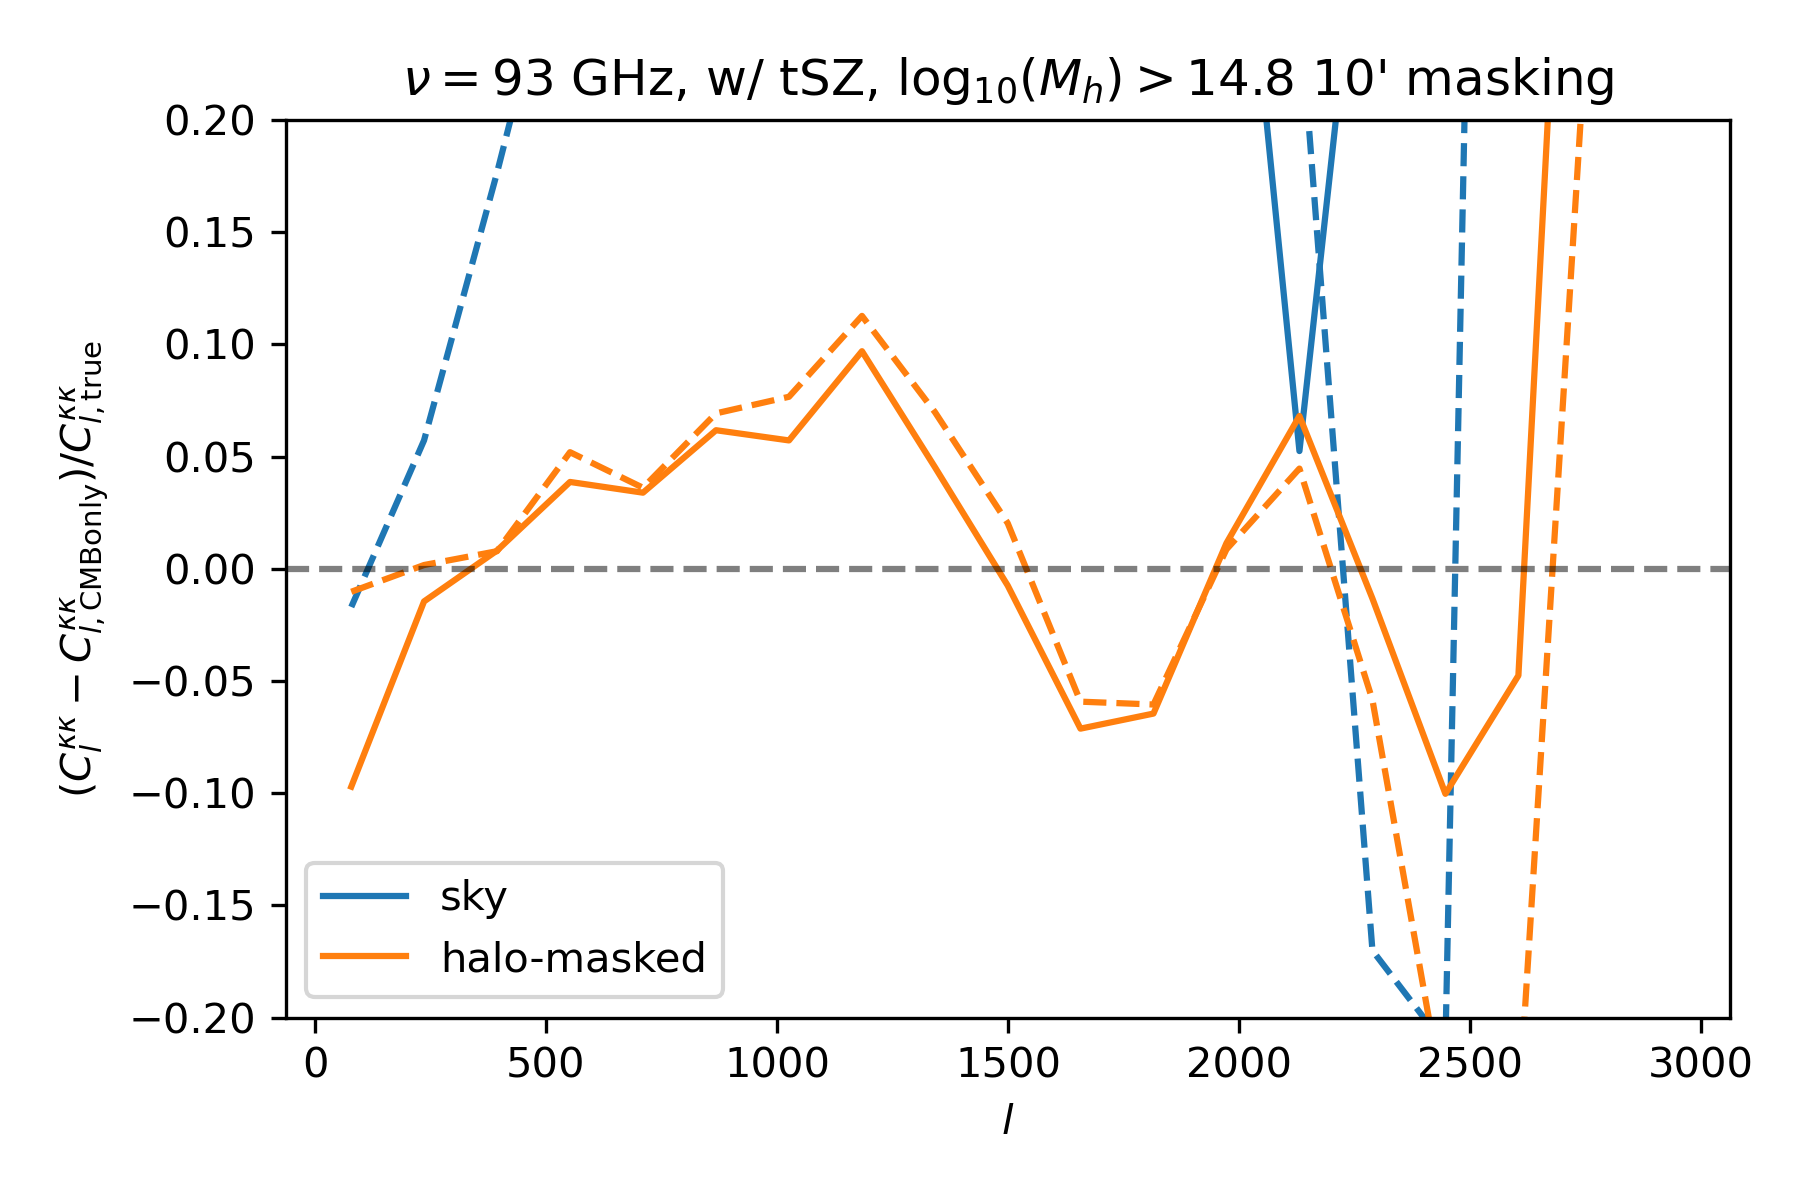 ν = 93 GHz, w/ tSZ, log₁₀(Mₕ) > 14.8 10' masking
0.20
0.15
0.10
0.05
0.00
−0.05
−0.10
−0.15
−0.20
(C_l^{κκ} − C_{l,CMBonly}^{κκ})/C_{l,true}^{κκ}
sky
halo-masked
0 500 1000 1500 2000 2500 3000
l